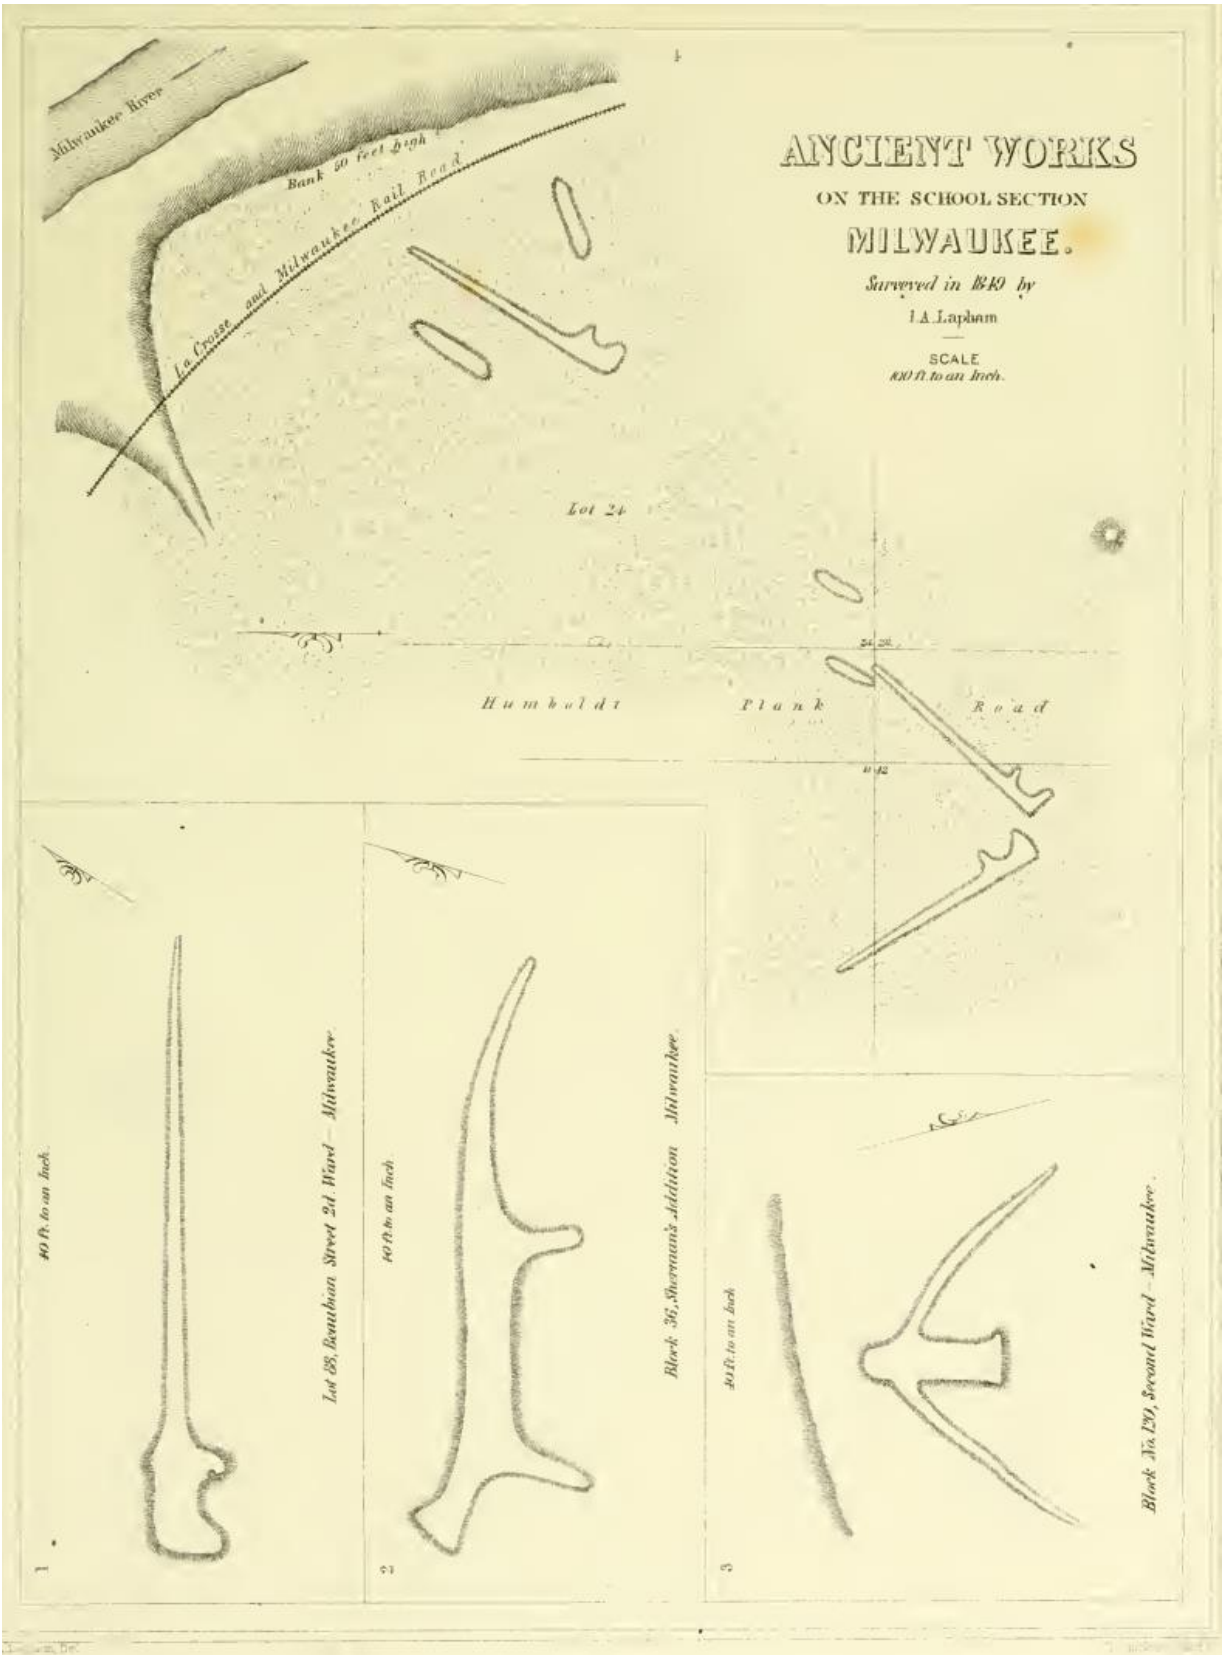 4
ANCIENT WORKS
ON THE SCHOOL SECTION
MILWAUKEE.
Surveyed in 1849 by
I.A. Lapham
SCALE
100 ft. to an Inch.
Milwaukee River
Bank 50 feet high
La Crosse and Milwaukee Rail Road
Lot 24
Humboldt Plank Road
1
40 ft. to an Inch.
Lot 88, Beaubian Street 2d. Ward - Milwaukee.
2
40 ft. to an Inch
Block 36, Sherman's Addition Milwaukee.
3
40 ft. to an Inch
Block No. 120, Second Ward - Milwaukee.